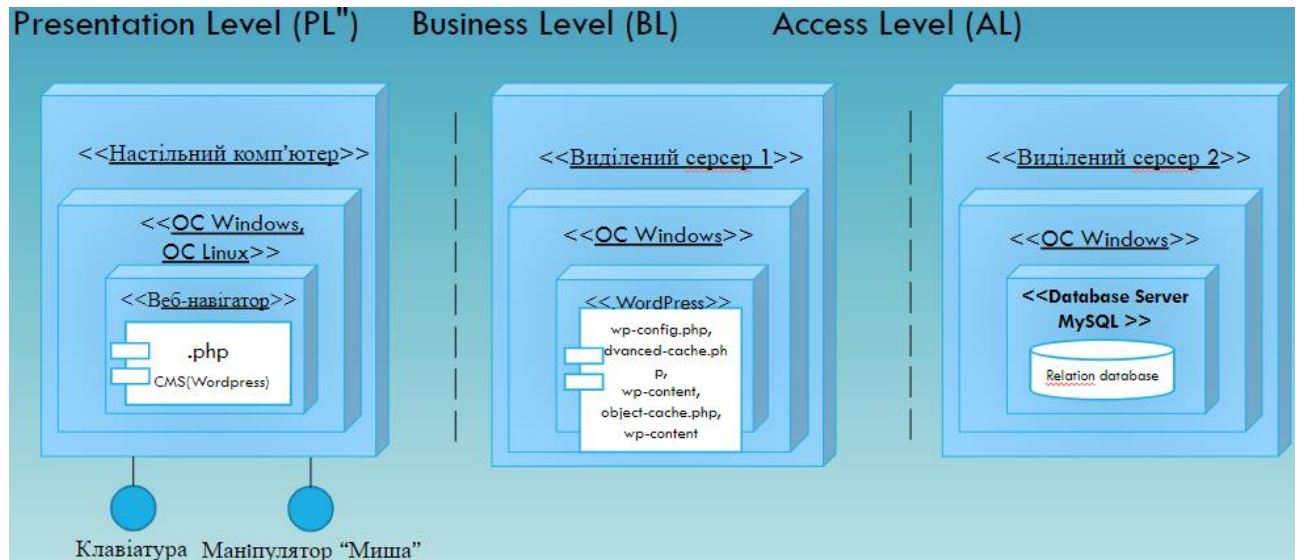 Presentation Level (PL")
Business Level (BL)
Access Level (AL)
<<Настільний комп'ютер>>
<<ОС Windows,
ОС Linux>>
<<Веб-навігатор>>
.php
CMS(Wordpress)
Клавіатура
Маніпулятор “Миша”
<<Виділений серсер 1>>
<<ОС Windows>>
<<.WordPress>>
wp-config.php,
dvanced-cache.ph
p,
wp-content,
object-cache.php,
wp-content
<<Виділений серсер 2>>
<<ОС Windows>>
<<Database Server
MySQL >>
Relation database